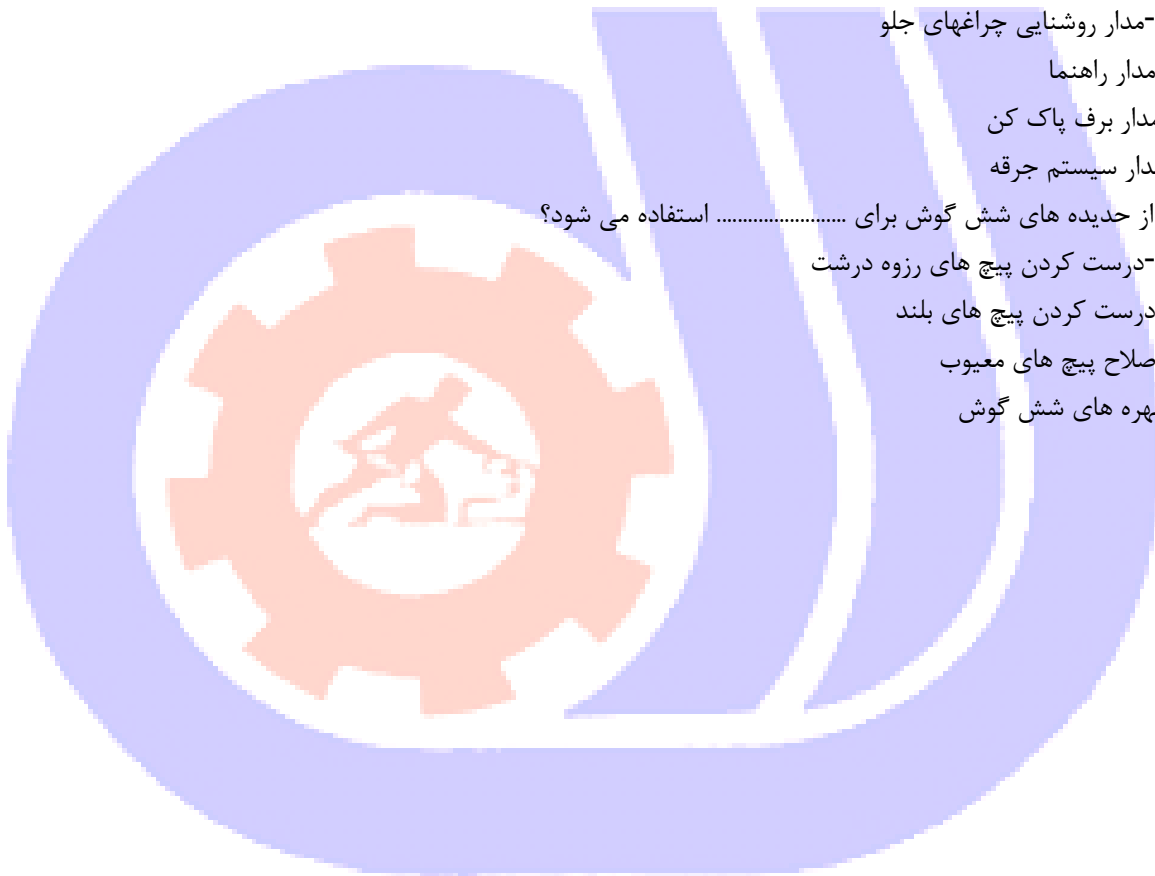 -مدار روشنایی چراغهای جلو
مدار راهنما
مدار برف پاک کن
دار سیستم جرقه
از حدیده های شش گوش برای ......................... استفاده می شود؟
-درست کردن پیچ های رزوه درشت
درست کردن پیچ های بلند
صلاح پیچ های معیوب
هره های شش گوش